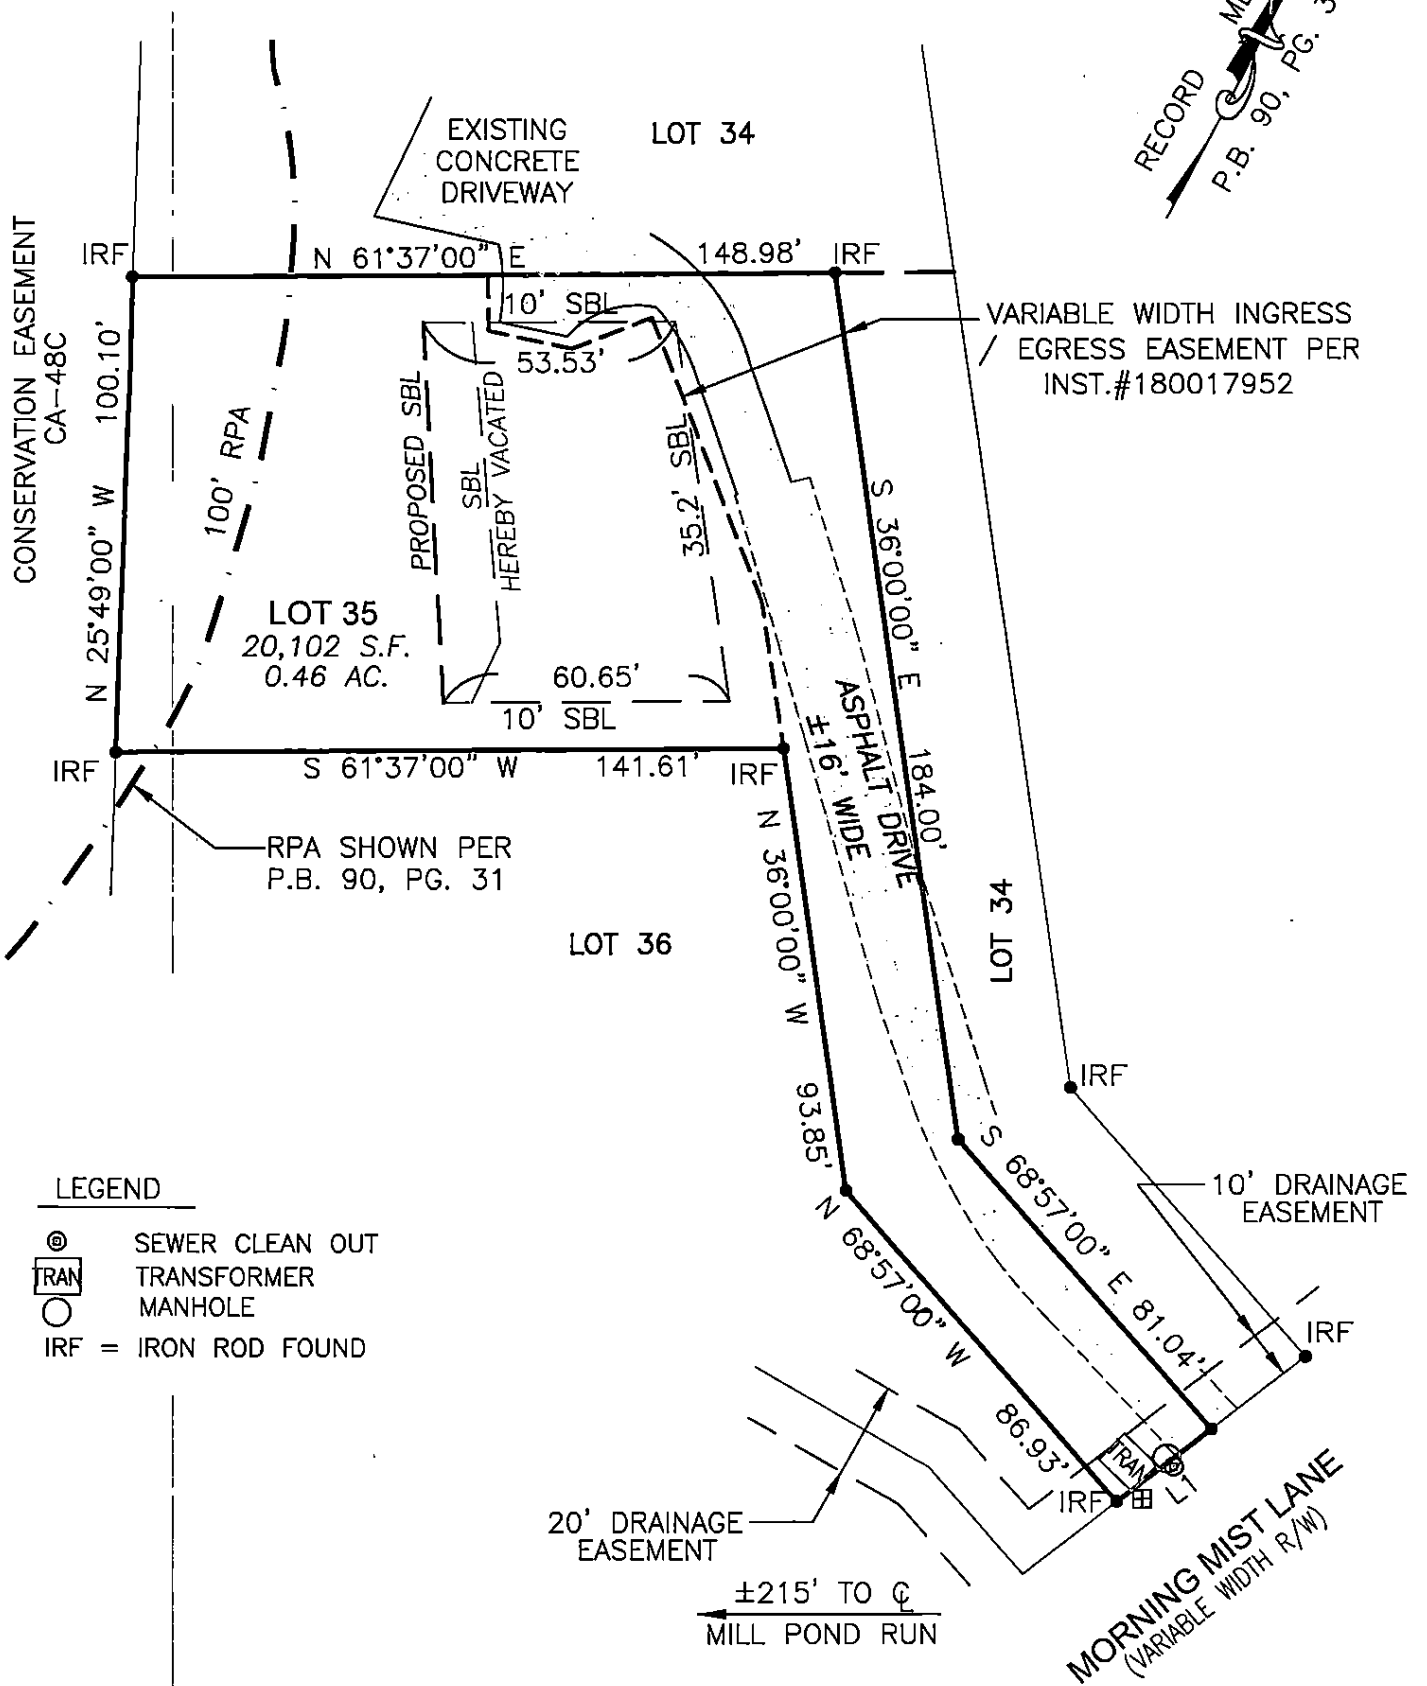 RECORD
P.B. 90, PG. 3
EXISTING
CONCRETE
DRIVEWAY
LOT 34
CONSERVATION EASEMENT
CA-48C
IRF
N 61°37'00" E
148.98'
IRF
10' SBL
53.53'
VARIABLE WIDTH INGRESS
EGRESS EASEMENT PER
INST.#180017952
N 25°49'00" W 100.10'
100' RPA
PROPOSED SBL
SBL
HEREBY VACATED
35.2' SBL
S 36°00'00" E 184.00'
LOT 35
20,102 S.F.
0.46 AC.
60.65'
10' SBL
ASPHALT DRIVE
±16' WIDE
IRF
S 61°37'00" W
141.61'
IRF
RPA SHOWN PER
P.B. 90, PG. 31
N 36°00'00" W 93.85'
LOT 36
LOT 34
IRF
S 68°57'00" E 81.04'
10' DRAINAGE
EASEMENT
LEGEND
SEWER CLEAN OUT
TRAN
TRANSFORMER
MANHOLE
IRF = IRON ROD FOUND
N 68°57'00" W 86.93'
IRF
TRAN
L1
IRF
20' DRAINAGE
EASEMENT
±215' TO ℄
MILL POND RUN
MORNING MIST LANE
(VARIABLE WIDTH R/W)